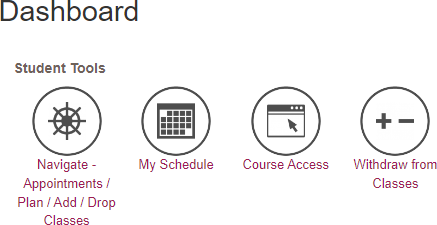 Dashboard
Student Tools
Navigate -
Appointments /
Plan / Add / Drop
Classes
My Schedule
Course Access
Withdraw from
Classes